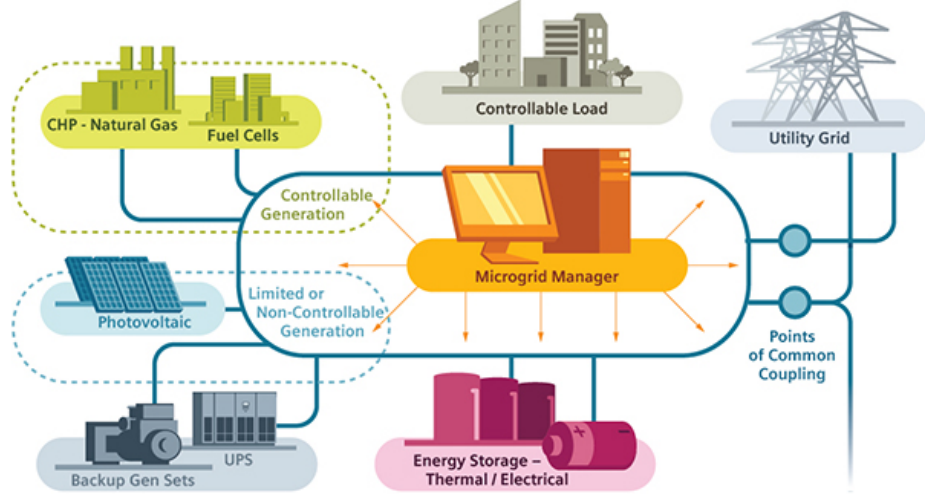 CHP - Natural Gas
Fuel Cells
Controllable Load
Utility Grid
Controllable
Generation
Microgrid Manager
Photovoltaic
Limited or
Non-Controllable
Generation
Points
of Common
Coupling
Backup Gen Sets
UPS
Energy Storage –
Thermal / Electrical
+
–